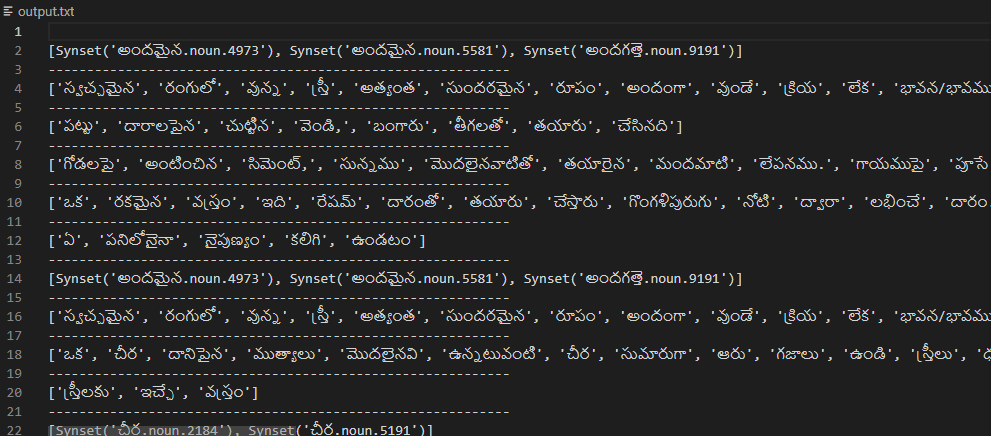 output.txt
1
2 [Synset('అందమైన.noun.4973'), Synset('అందమైన.noun.5581'), Synset('అందగత్తె.noun.9191')]
3 --------------------------------------------------------
4 ['స్వచ్ఛమైన', 'రంగులో', 'వున్న', 'స్త్రీ', 'అత్యంత', 'సుందరమైన', 'రూపం', 'అందంగా', 'వుండే', 'క్రియ', 'లేక', 'భావన/భావము
5 --------------------------------------------------------
6 ['పట్టు', 'దారాలపైన', 'చుట్టిన', 'వెండి,', 'బంగారు', 'తీగలతో', 'తయారు', 'చేసినది']
7 --------------------------------------------------------
8 ['గోడలపై', 'అంటించిన', 'సిమెంట్,', 'సున్నము', 'మొదలైనవాటితో', 'తయారైన', 'మందమాటి', 'లేపనము.', 'గాయముపై', 'పూసే
9 --------------------------------------------------------
10 ['ఒక', 'రకమైన', 'వస్త్రం', 'ఇది', 'రేషమ్', 'దారంతో', 'తయారు', 'చేస్తారు', 'గొంగళిపురుగు', 'నోటి', 'ద్వారా', 'లభించే', 'దారం.
11 --------------------------------------------------------
12 ['ఏ', 'పనిలోనైనా', 'నైపుణ్యం', 'కలిగి', 'ఉండటం']
13 --------------------------------------------------------
14 [Synset('అందమైన.noun.4973'), Synset('అందమైన.noun.5581'), Synset('అందగత్తె.noun.9191')]
15 --------------------------------------------------------
16 ['స్వచ్ఛమైన', 'రంగులో', 'వున్న', 'స్త్రీ', 'అత్యంత', 'సుందరమైన', 'రూపం', 'అందంగా', 'వుండే', 'క్రియ', 'లేక', 'భావన/భావము
17 --------------------------------------------------------
18 ['ఒక', 'చీర', 'దానిపైన', 'ముత్యాలు', 'మొదలైనవి', 'ఉన్నటువంటి', 'చీర', 'సుమారుగా', 'ఆరు', 'గజాలు', 'ఉండి', 'స్త్రీలు',
19 --------------------------------------------------------
20 ['స్త్రీలకు', 'ఇచ్చే', 'వస్త్రం']
21 --------------------------------------------------------
22 [Synset('చీర.noun.2184'), Synset('చీర.noun.5191')]